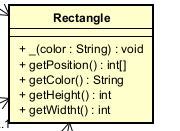 Rectangle
+ _(color : String) : void
+ getPosition() : int[]
+ getColor() : String
+ getHeight() : int
+ getWidtht() : int